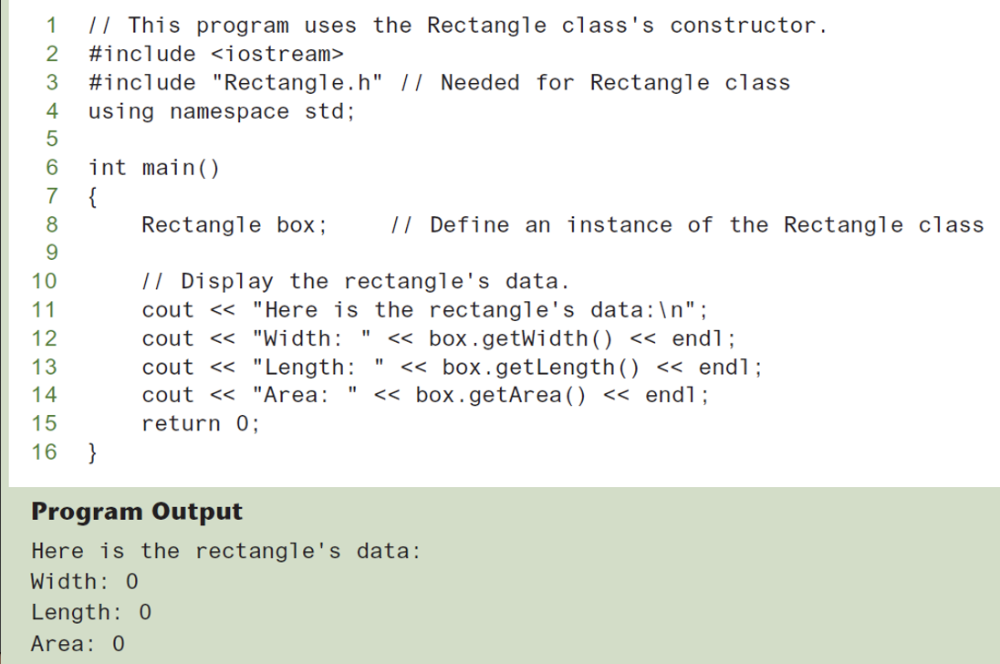 1 // This program uses the Rectangle class's constructor.
2 #include <iostream>
3 #include "Rectangle.h" // Needed for Rectangle class
4 using namespace std;
5
6 int main()
7 {
8 Rectangle box; // Define an instance of the Rectangle class
9
10 // Display the rectangle's data.
11 cout << "Here is the rectangle's data:\n";
12 cout << "Width: " << box.getWidth() << endl;
13 cout << "Length: " << box.getLength() << endl;
14 cout << "Area: " << box.getArea() << endl;
15 return 0;
16 }
Program Output
Here is the rectangle's data:
Width: 0
Length: 0
Area: 0